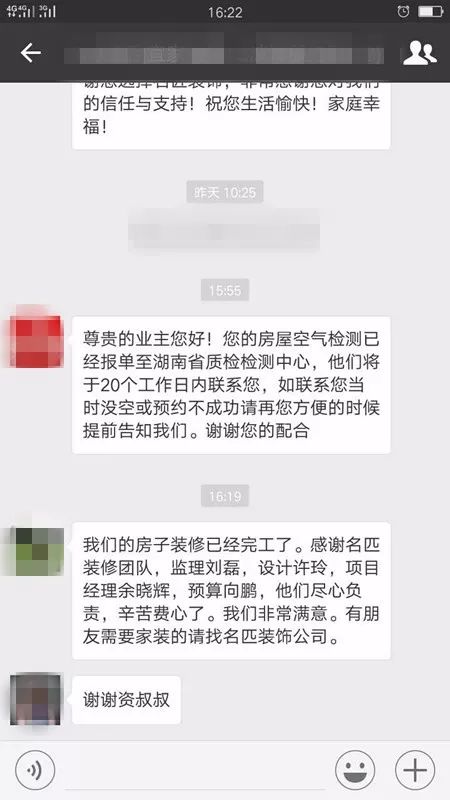 4G 4G 3G 16:22
的信任与支持！祝您生活愉快！家庭幸
福！
昨天 10:25
15:55
尊贵的业主您好！您的房屋空气检测已
经报单至湖南省质检检测中心，他们将
于20个工作日内联系您，如联系您当
时没空或预约不成功请再您方便的时候
提前告知我们。谢谢您的配合
16:19
我们的房子装修已经完工了。感谢名匹
装修团队，监理刘磊，设计许玲，项目
经理余晓辉，预算向鹏，他们尽心负
责，辛苦费心了。我们非常满意。有朋
友需要家装的请找名匹装饰公司。
谢谢资叔叔